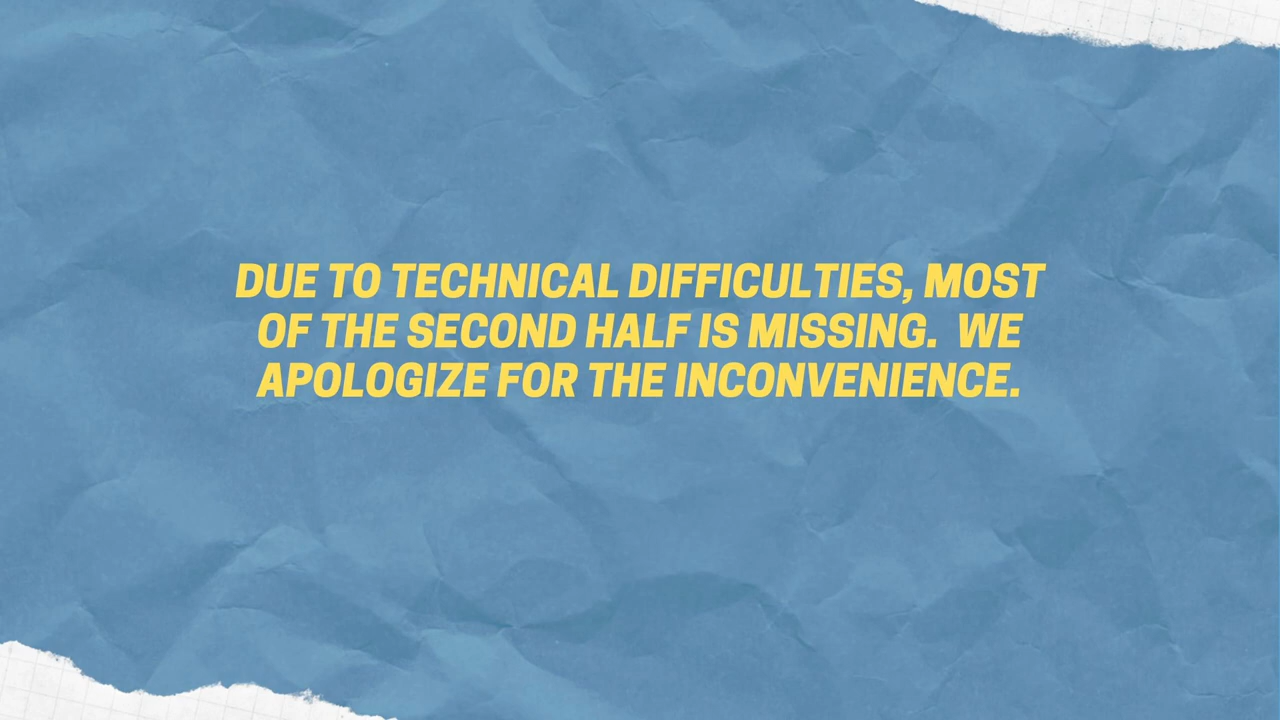 DUE TO TECHNICAL DIFFICULTIES, MOST
OF THE SECOND HALF IS MISSING.  WE
APOLOGIZE FOR THE INCONVENIENCE.